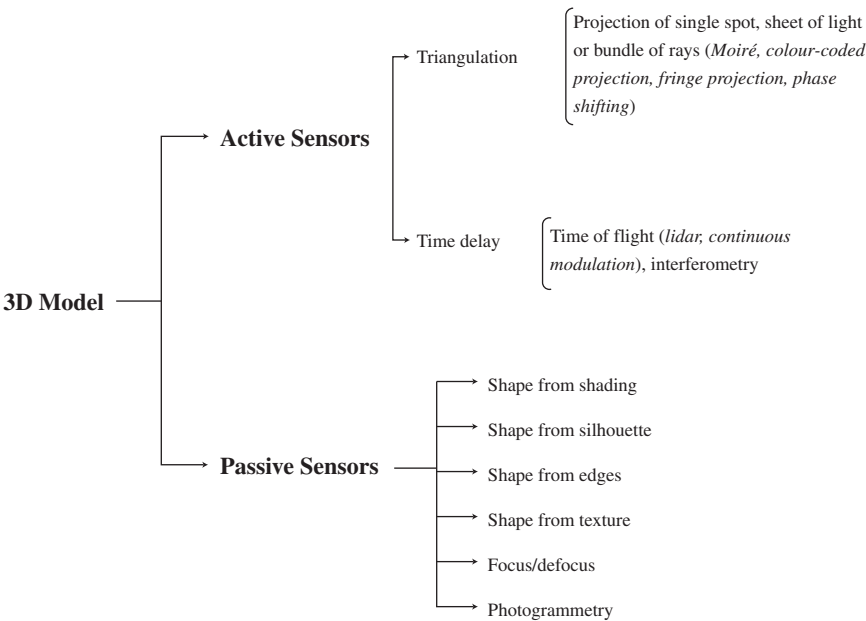 3D Model
Active Sensors
Triangulation
Projection of single spot, sheet of light
or bundle of rays (Moiré, colour-coded
projection, fringe projection, phase
shifting)
Time delay
Time of flight (lidar, continuous
modulation), interferometry
Passive Sensors
Shape from shading
Shape from silhouette
Shape from edges
Shape from texture
Focus/defocus
Photogrammetry